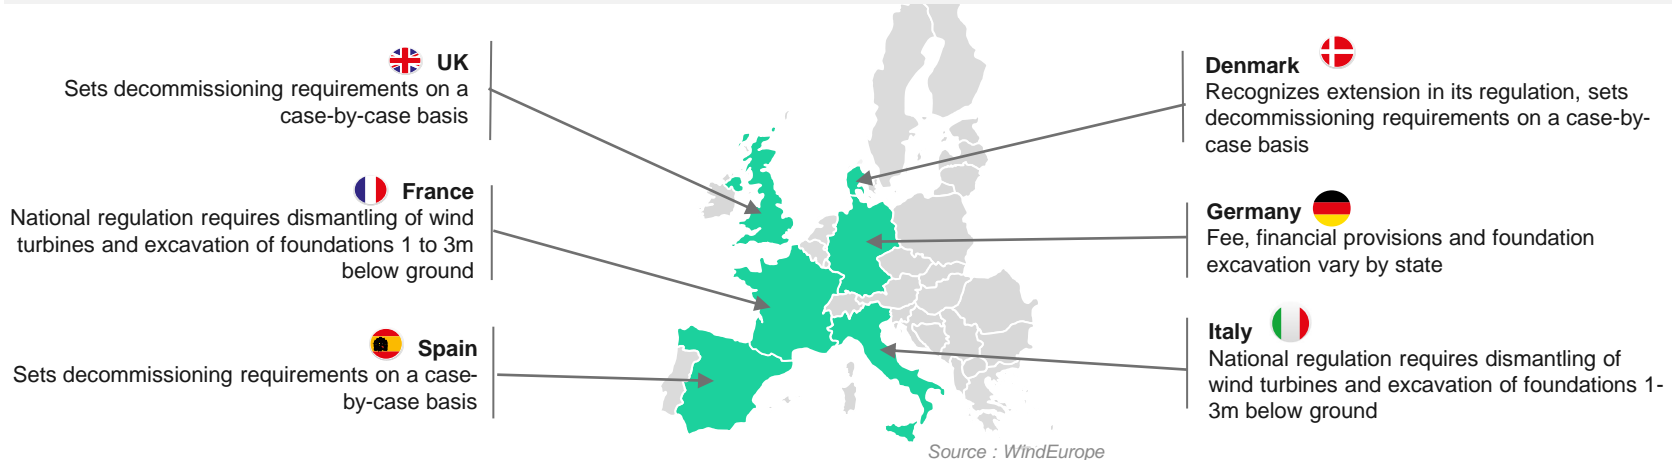 UK
Sets decommissioning requirements on a
case-by-case basis
France
National regulation requires dismantling of wind
turbines and excavation of foundations 1 to 3m
below ground
Spain
Sets decommissioning requirements on a case-
by-case basis
Denmark
Recognizes extension in its regulation, sets
decommissioning requirements on a case-by-
case basis
Germany
Fee, financial provisions and foundation
excavation vary by state
Italy
National regulation requires dismantling of
wind turbines and excavation of foundations 1-
3m below ground
Source : WindEurope